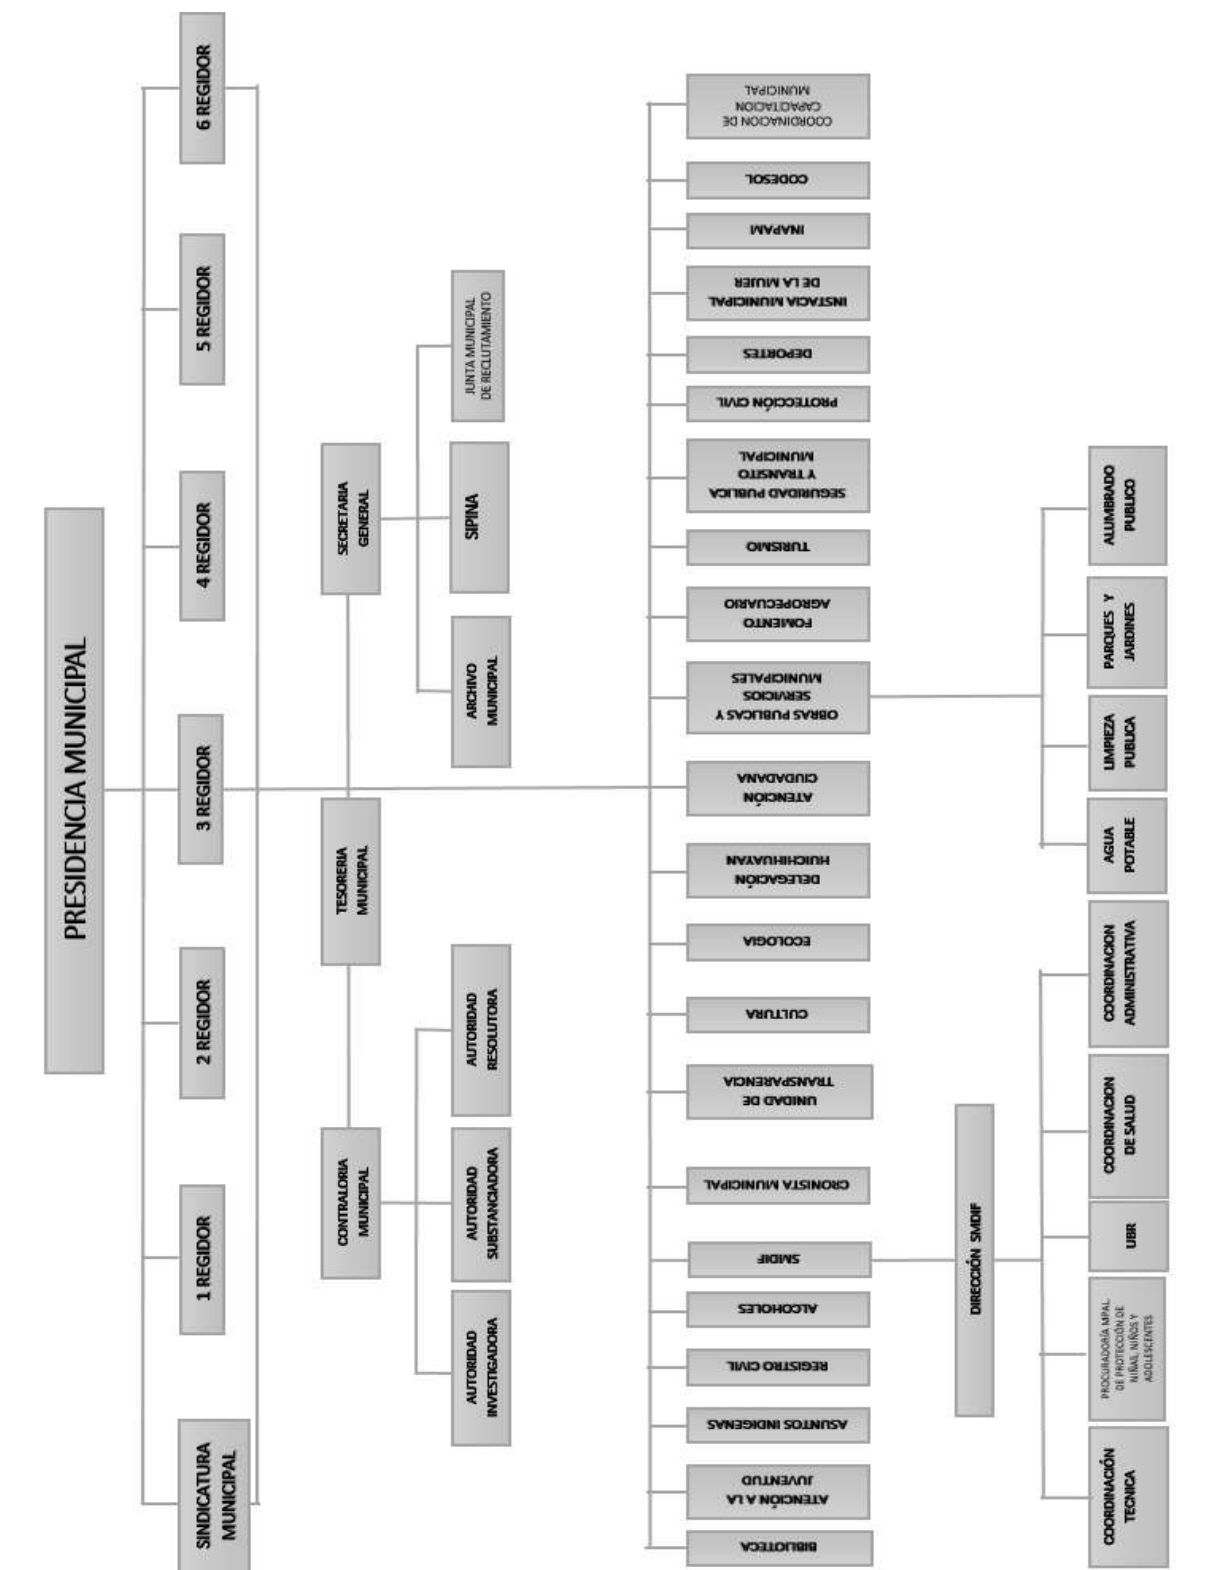 PRESIDENCIA MUNICIPAL
SINDICATURA
MUNICIPAL
1 REGIDOR
2 REGIDOR
3 REGIDOR
4 REGIDOR
5 REGIDOR
6 REGIDOR
CONTRALORIA
MUNICIPAL
TESORERIA
MUNICIPAL
SECRETARIA
GENERAL
AUTORIDAD
INVESTIGADORA
AUTORIDAD
SUBSTANCIADORA
AUTORIDAD
RESOLUTORA
ARCHIVO
MUNICIPAL
SIPINA
JUNTA MUNICIPAL
DE RECLUTAMIENTO
BIBLIOTECA
ATENCIÓN A LA
JUVENTUD
ASUNTOS INDIGENAS
REGISTRO CIVIL
ALCOHOLES
SMDIF
CRONISTA MUNICIPAL
UNIDAD DE
TRANSPARENCIA
CULTURA
ECOLOGIA
DELEGACIÓN
HUICHIHUAYAN
ATENCIÓN
CIUDADANA
OBRAS PUBLICAS Y
SERVICIOS
MUNICIPALES
FOMENTO
AGROPECUARIO
TURISMO
SEGURIDAD PUBLICA
Y TRANSITO
MUNICIPAL
PROTECCIÓN CIVIL
DEPORTES
INSTACIA MUNICIPAL
DE LA MUJER
INAPAM
CODESOL
COORDINACION DE
CAPACITACION
MUNICIPAL
DIRECCIÓN SMDIF
COORDINACIÓN
TECNICA
PROCURADORÍA MPAL.
DE PROTECCIÓN DE
NIÑAS, NIÑOS Y
ADOLESCENTES
UBR
COORDINACION
DE SALUD
COORDINACION
ADMINISTRATIVA
AGUA
POTABLE
LIMPIEZA
PUBLICA
PARQUES Y
JARDINES
ALUMBRADO
PUBLICO